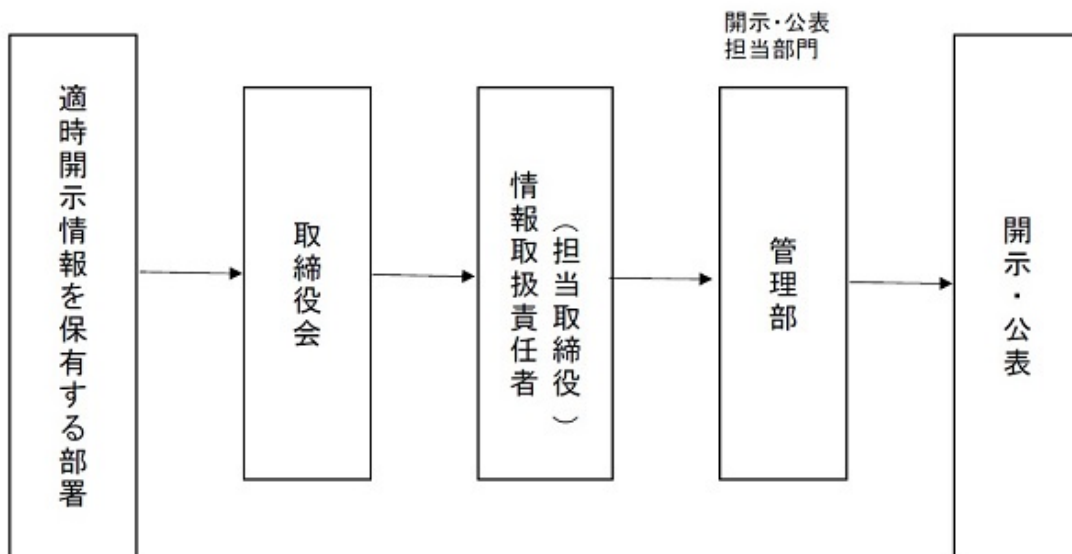 適時開示情報を保有する部署
取締役会
（担当取締役）
情報取扱責任者
開示・公表
担当部門
管理部
開示・公表